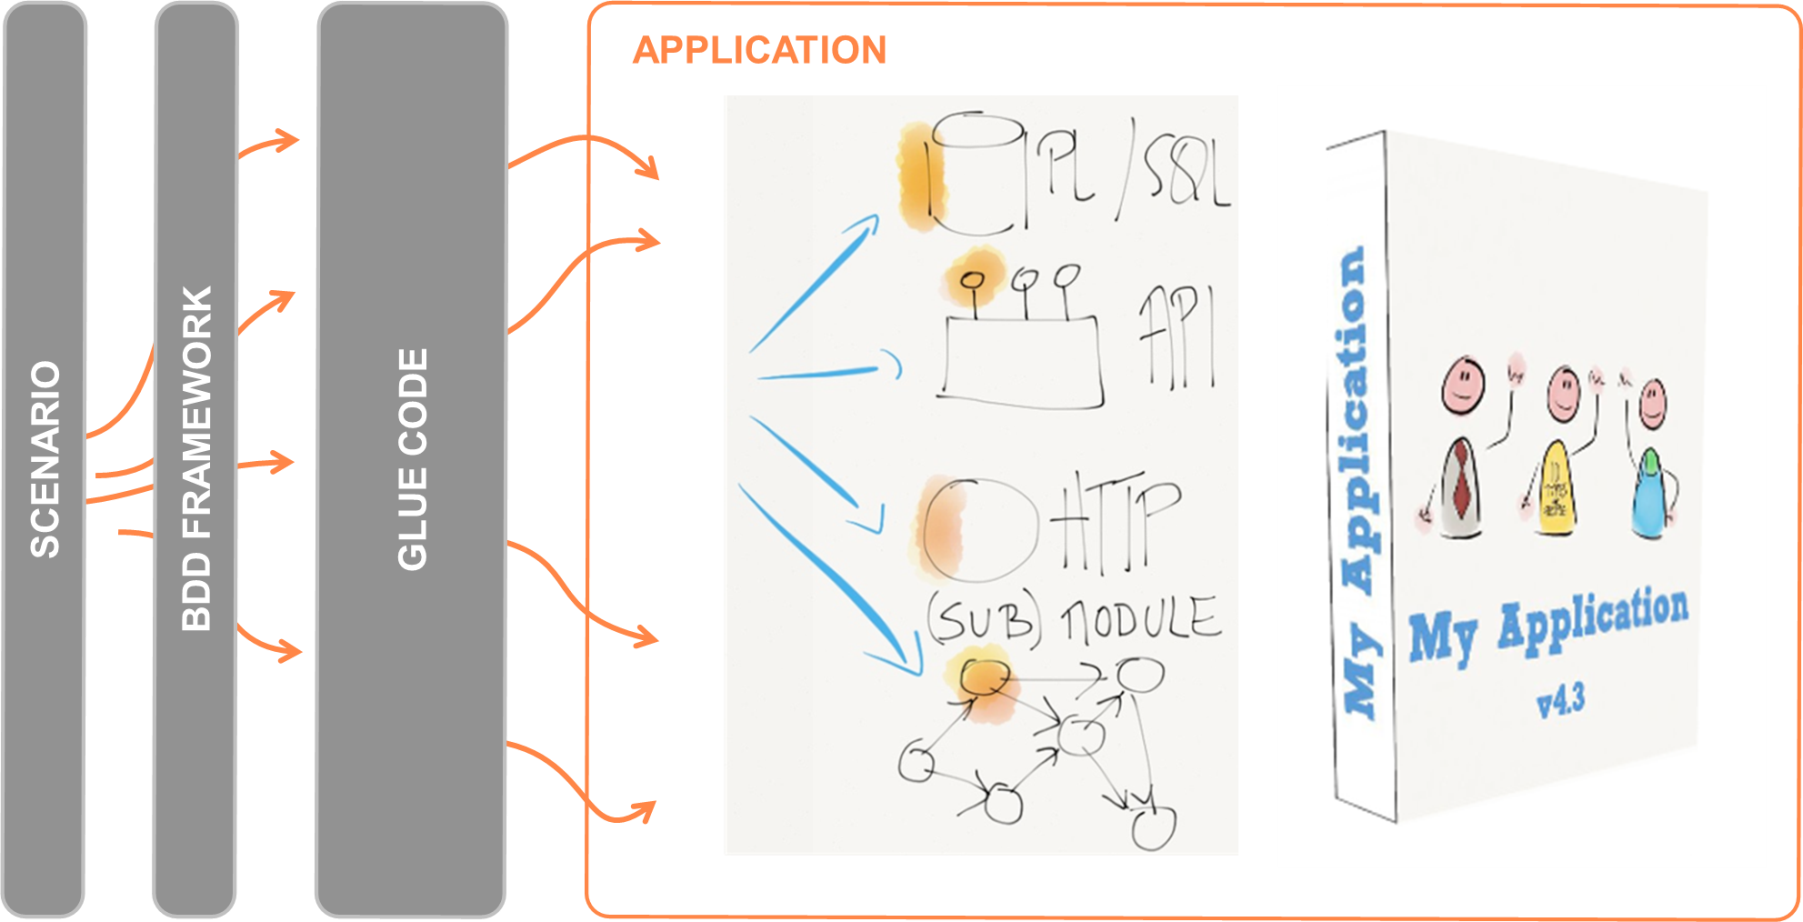 SCENARIO
BDD FRAMEWORK
GLUE CODE
APPLICATION
PL/SQL
API
HTTP
(SUB) MODULE
My Application
My Application
v4.3